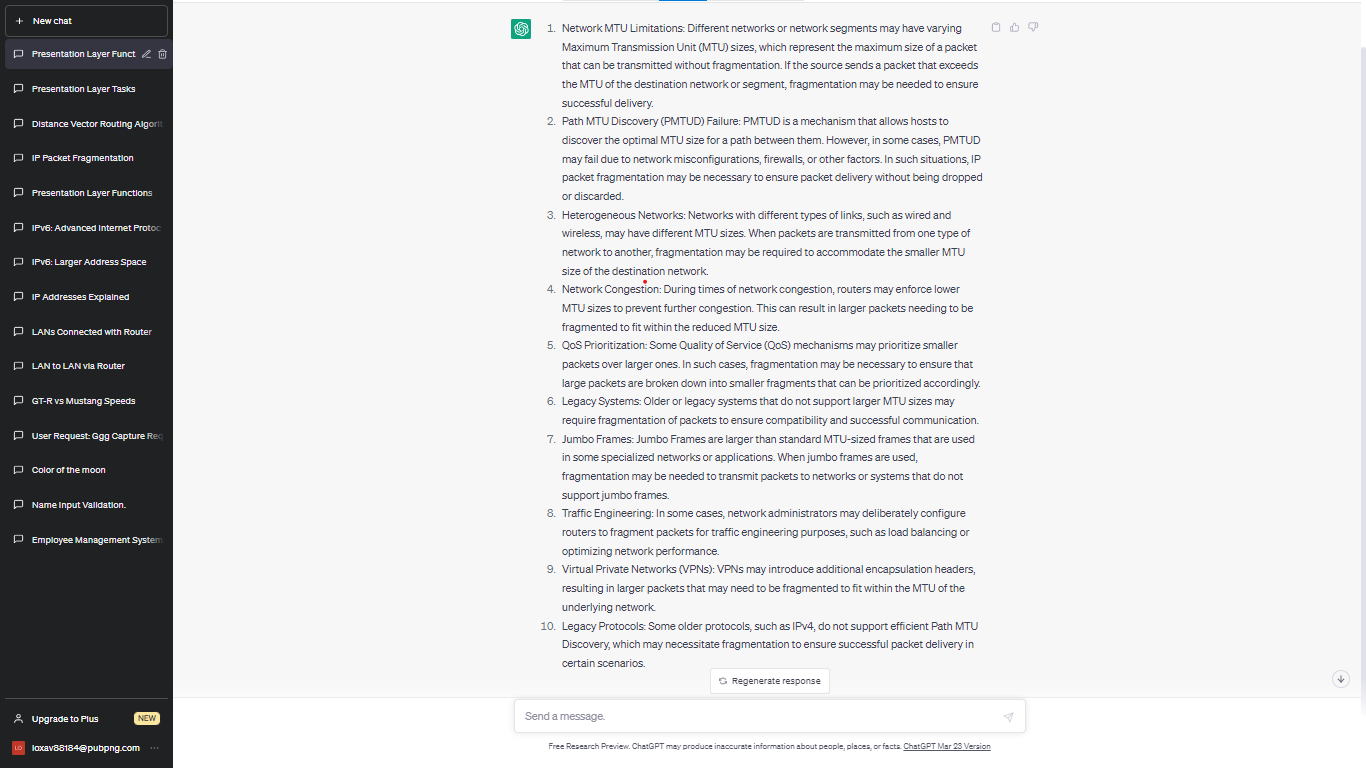 New chat
Presentation Layer Funct
Presentation Layer Tasks
Distance Vector Routing Algorit
IP Packet Fragmentation
Presentation Layer Functions
IPv6: Advanced Internet Protoc
IPv6: Larger Address Space
IP Addresses Explained
LANs Connected with Router
LAN to LAN via Router
GT-R vs Mustang Speeds
User Request: Ggg Capture Req
Color of the moon
Name Input Validation.
Employee Management System
Upgrade to Plus NEW
LO loxav88184@pubpng.com
1. Network MTU Limitations: Different networks or network segments may have varying
Maximum Transmission Unit (MTU) sizes, which represent the maximum size of a packet
that can be transmitted without fragmentation. If the source sends a packet that exceeds
the MTU of the destination network or segment, fragmentation may be needed to ensure
successful delivery.
2. Path MTU Discovery (PMTUD) Failure: PMTUD is a mechanism that allows hosts to
discover the optimal MTU size for a path between them. However, in some cases, PMTUD
may fail due to network misconfigurations, firewalls, or other factors. In such situations, IP
packet fragmentation may be necessary to ensure packet delivery without being dropped
or discarded.
3. Heterogeneous Networks: Networks with different types of links, such as wired and
wireless, may have different MTU sizes. When packets are transmitted from one type of
network to another, fragmentation may be required to accommodate the smaller MTU
size of the destination network.
4. Network Congestion: During times of network congestion, routers may enforce lower
MTU sizes to prevent further congestion. This can result in larger packets needing to be
fragmented to fit within the reduced MTU size.
5. QoS Prioritization: Some Quality of Service (QoS) mechanisms may prioritize smaller
packets over larger ones. In such cases, fragmentation may be necessary to ensure that
large packets are broken down into smaller fragments that can be prioritized accordingly.
6. Legacy Systems: Older or legacy systems that do not support larger MTU sizes may
require fragmentation of packets to ensure compatibility and successful communication.
7. Jumbo Frames: Jumbo Frames are larger than standard MTU-sized frames that are used
in some specialized networks or applications. When jumbo frames are used,
fragmentation may be needed to transmit packets to networks or systems that do not
support jumbo frames.
8. Traffic Engineering: In some cases, network administrators may deliberately configure
routers to fragment packets for traffic engineering purposes, such as load balancing or
optimizing network performance.
9. Virtual Private Networks (VPNs): VPNs may introduce additional encapsulation headers,
resulting in larger packets that may need to be fragmented to fit within the MTU of the
underlying network.
10. Legacy Protocols: Some older protocols, such as IPv4, do not support efficient Path MTU
Discovery, which may necessitate fragmentation to ensure successful packet delivery in
certain scenarios.
Regenerate response
Send a message.
Free Research Preview. ChatGPT may produce inaccurate information about people, places, or facts. ChatGPT Mar 23 Version